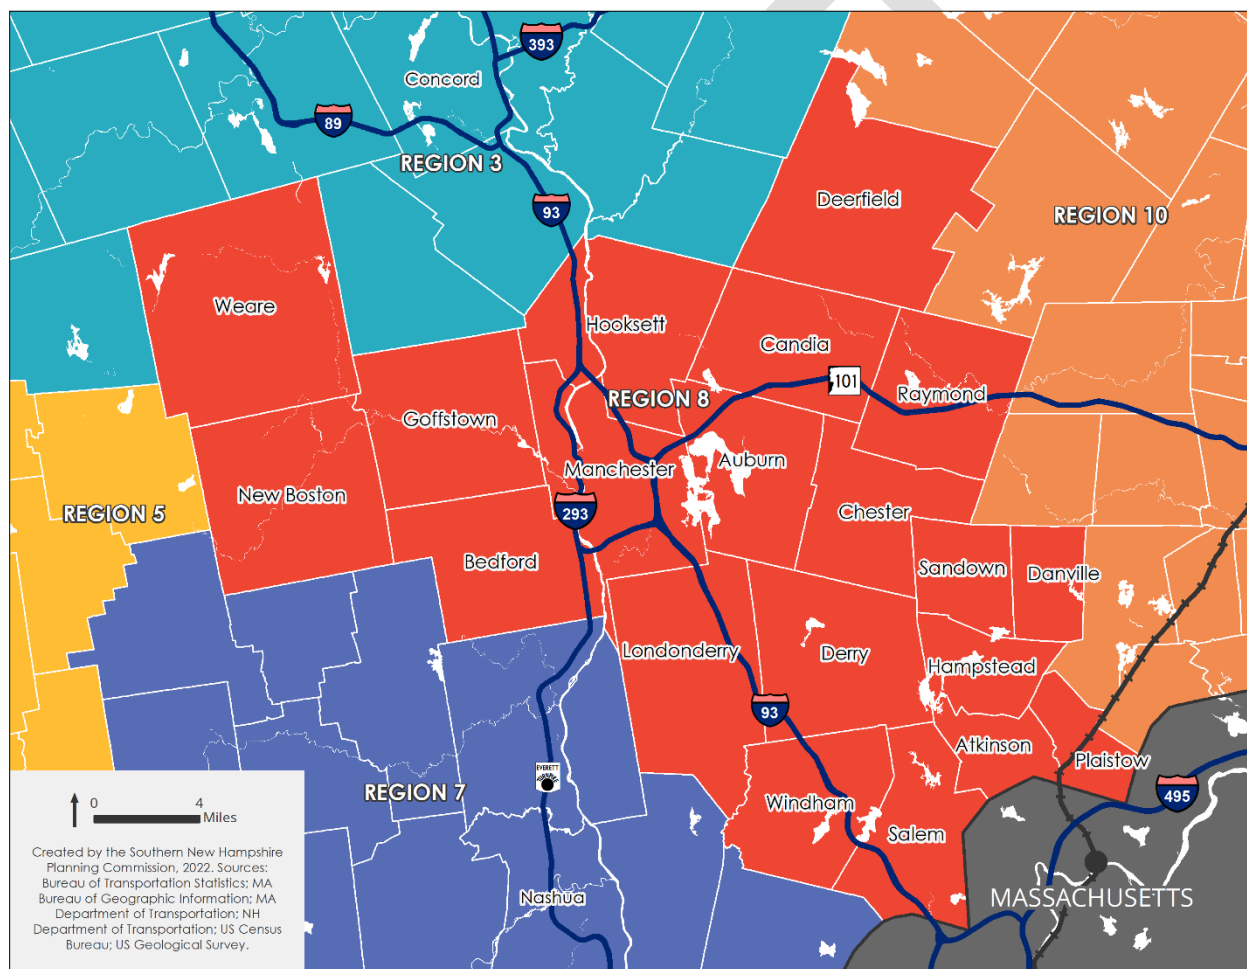 393
Concord
89
REGION 3
93
Deerfield
REGION 10
Weare
Hooksett
Candia
101
Raymond
REGION 8
Goffstown
Manchester
Auburn
New Boston
REGION 5
293
Chester
Bedford
Sandown
Danville
Londonderry
Derry
Hampstead
93
Atkinson
Plaistow
EVERETT
TURNPIKE
REGION 7
Windham
495
Salem
Nashua
MASSACHUSETTS
0 4
Miles
Created by the Southern New Hampshire
Planning Commission, 2022. Sources:
Bureau of Transportation Statistics; MA
Bureau of Geographic Information; MA
Department of Transportation; NH
Department of Transportation; US Census
Bureau; US Geological Survey.